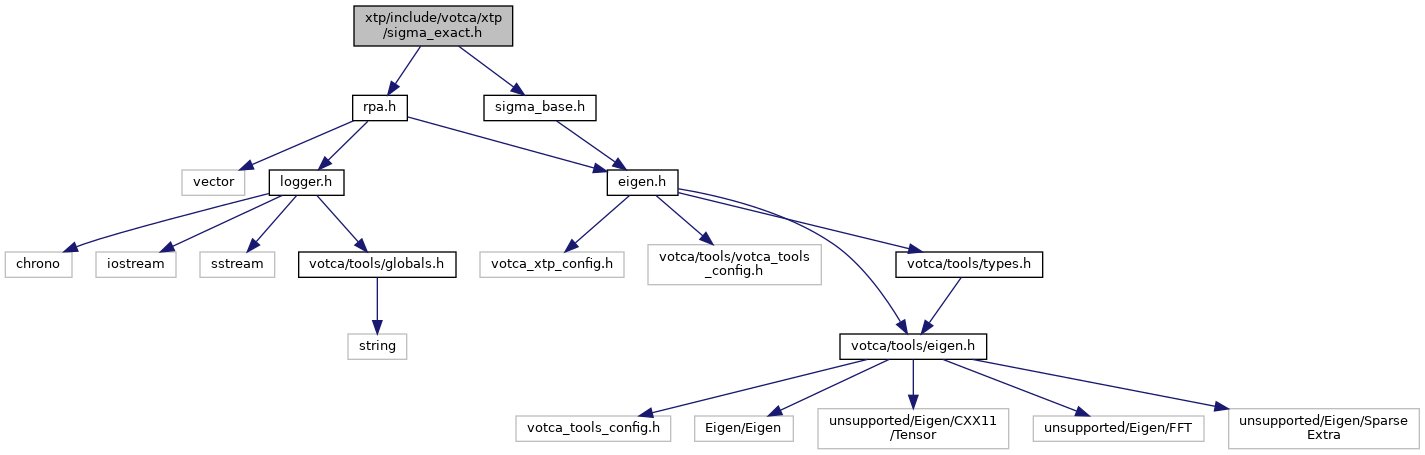 xtp/include/votca/xtp
/sigma_exact.h
rpa.h
sigma_base.h
vector
logger.h
eigen.h
chrono
iostream
sstream
votca/tools/globals.h
votca_xtp_config.h
votca/tools/votca_tools
_config.h
votca/tools/types.h
string
votca/tools/eigen.h
votca_tools_config.h
Eigen/Eigen
unsupported/Eigen/CXX11
/Tensor
unsupported/Eigen/FFT
unsupported/Eigen/Sparse
Extra